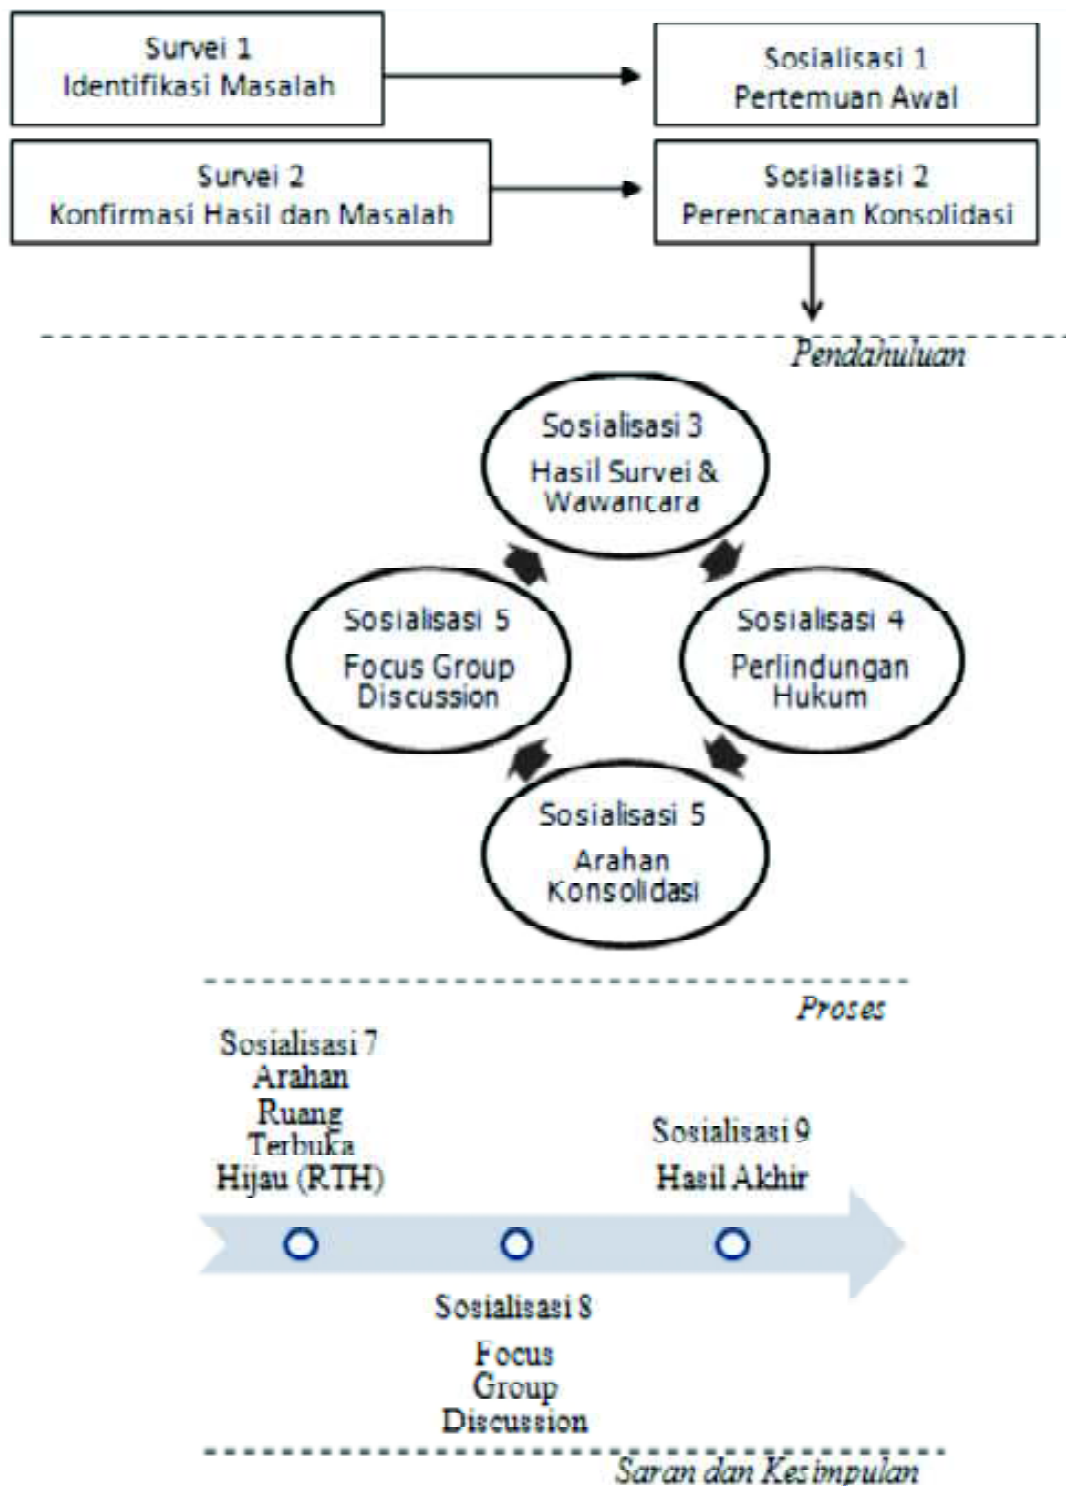 Survei 1
Identifikasi Masalah
Sosialisasi 1
Pertemuan Awal
Survei 2
Konfirmasi Hasil dan Masalah
Sosialisasi 2
Perencanaan Konsolidasi
Pendahuluan
Sosialisasi 3
Hasil Survei &
Wawancara
Sosialisasi 5
Focus Group
Discussion
Sosialisasi 4
Perlindungan
Hukum
Sosialisasi 5
Arahan
Konsolidasi
Proses
Sosialisasi 7
Arahan
Ruang
Terbuka
Hijau (RTH)
Sosialisasi 9
Hasil Akhir
Sosialisasi 8
Focus
Group
Discussion
Saran dan Kesimpulan